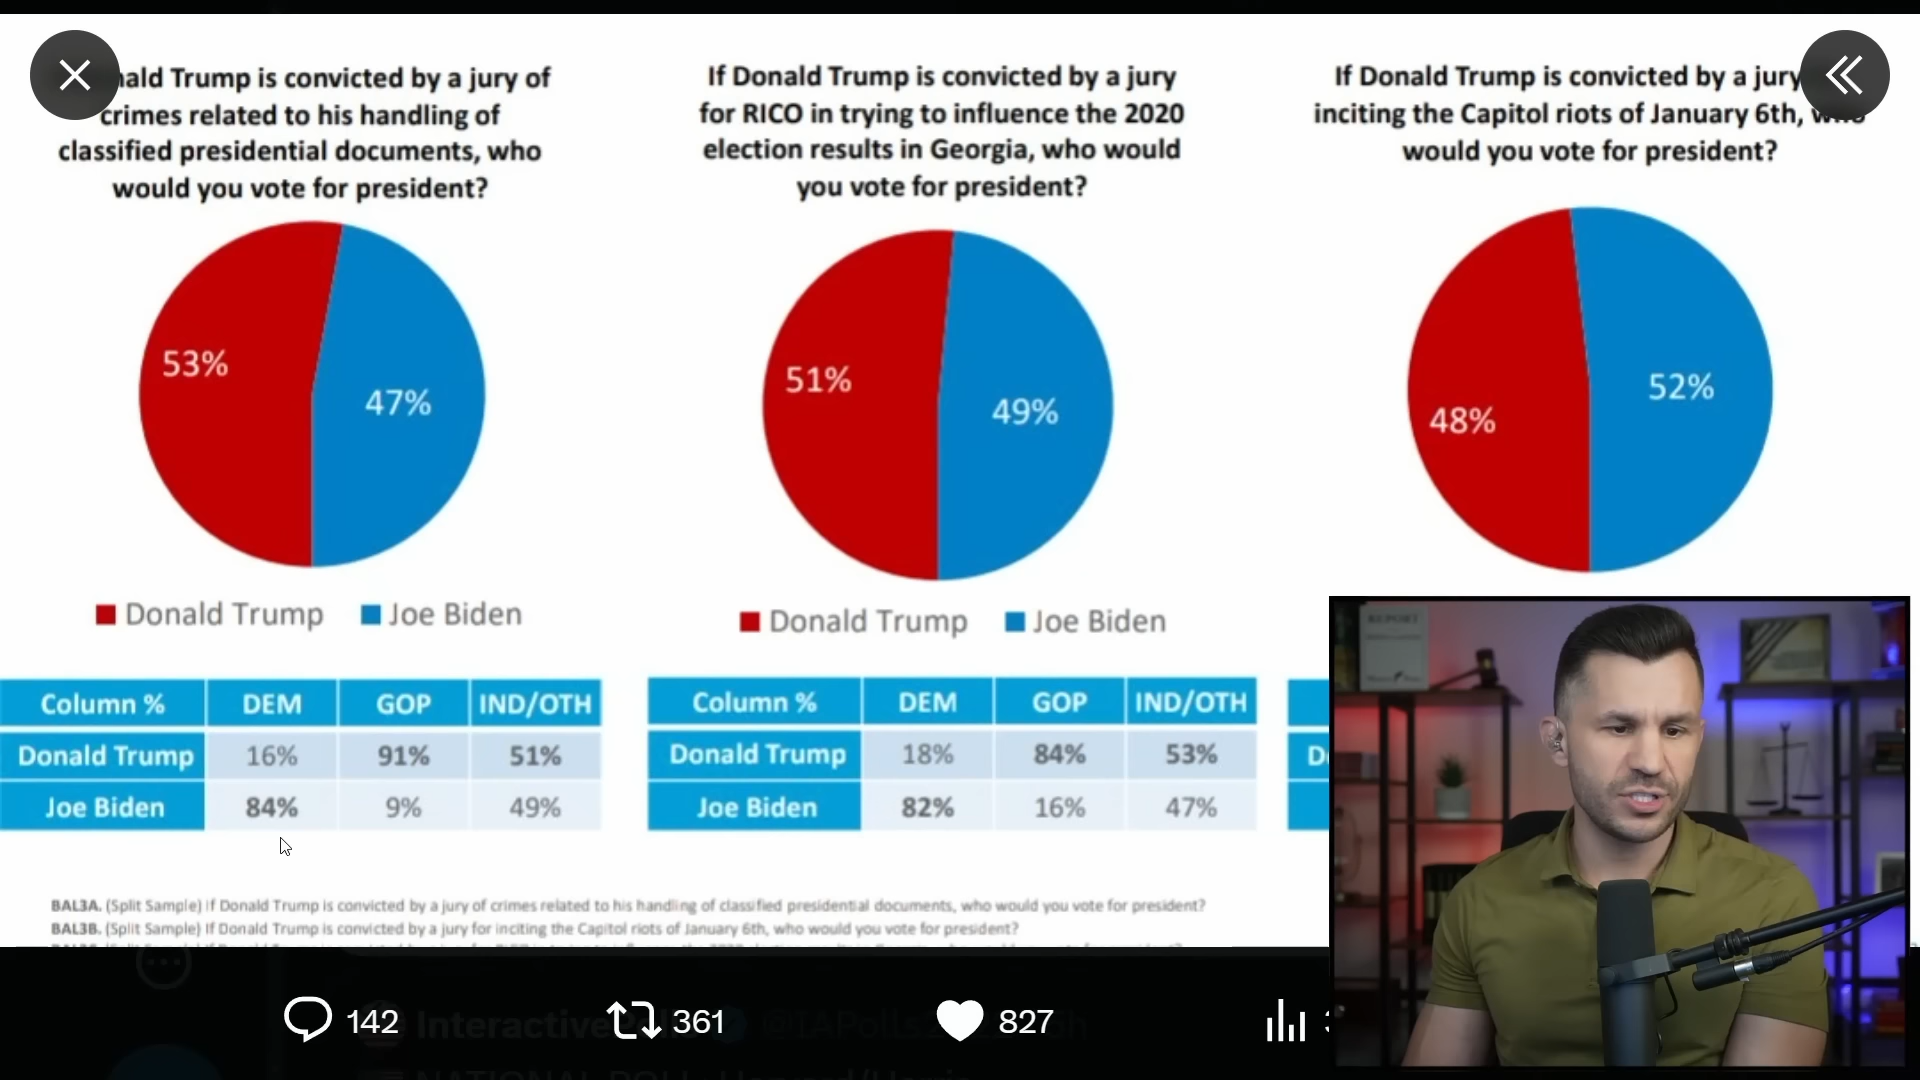 nald Trump is convicted by a jury of
crimes related to his handling of
classified presidential documents, who
would you vote for president?
If Donald Trump is convicted by a jury
for RICO in trying to influence the 2020
election results in Georgia, who would
you vote for president?
If Donald Trump is convicted by a jury
inciting the Capitol riots of January 6th, who
would you vote for president?
53%
47%
51%
49%
48%
52%
Donald Trump Joe Biden
Donald Trump Joe Biden
Column % DEM GOP IND/OTH
Donald Trump 16% 91% 51%
Joe Biden 84% 9% 49%
Column % DEM GOP IND/OTH
Donald Trump 18% 84% 53%
Joe Biden 82% 16% 47%
D
BAL3A. (Split Sample) If Donald Trump is convicted by a jury of crimes related to his handling of classified presidential documents, who would you vote for president?
BAL3B. (Split Sample) If Donald Trump is convicted by a jury for inciting the Capitol riots of January 6th, who would you vote for president?
142 361 827
REPORT